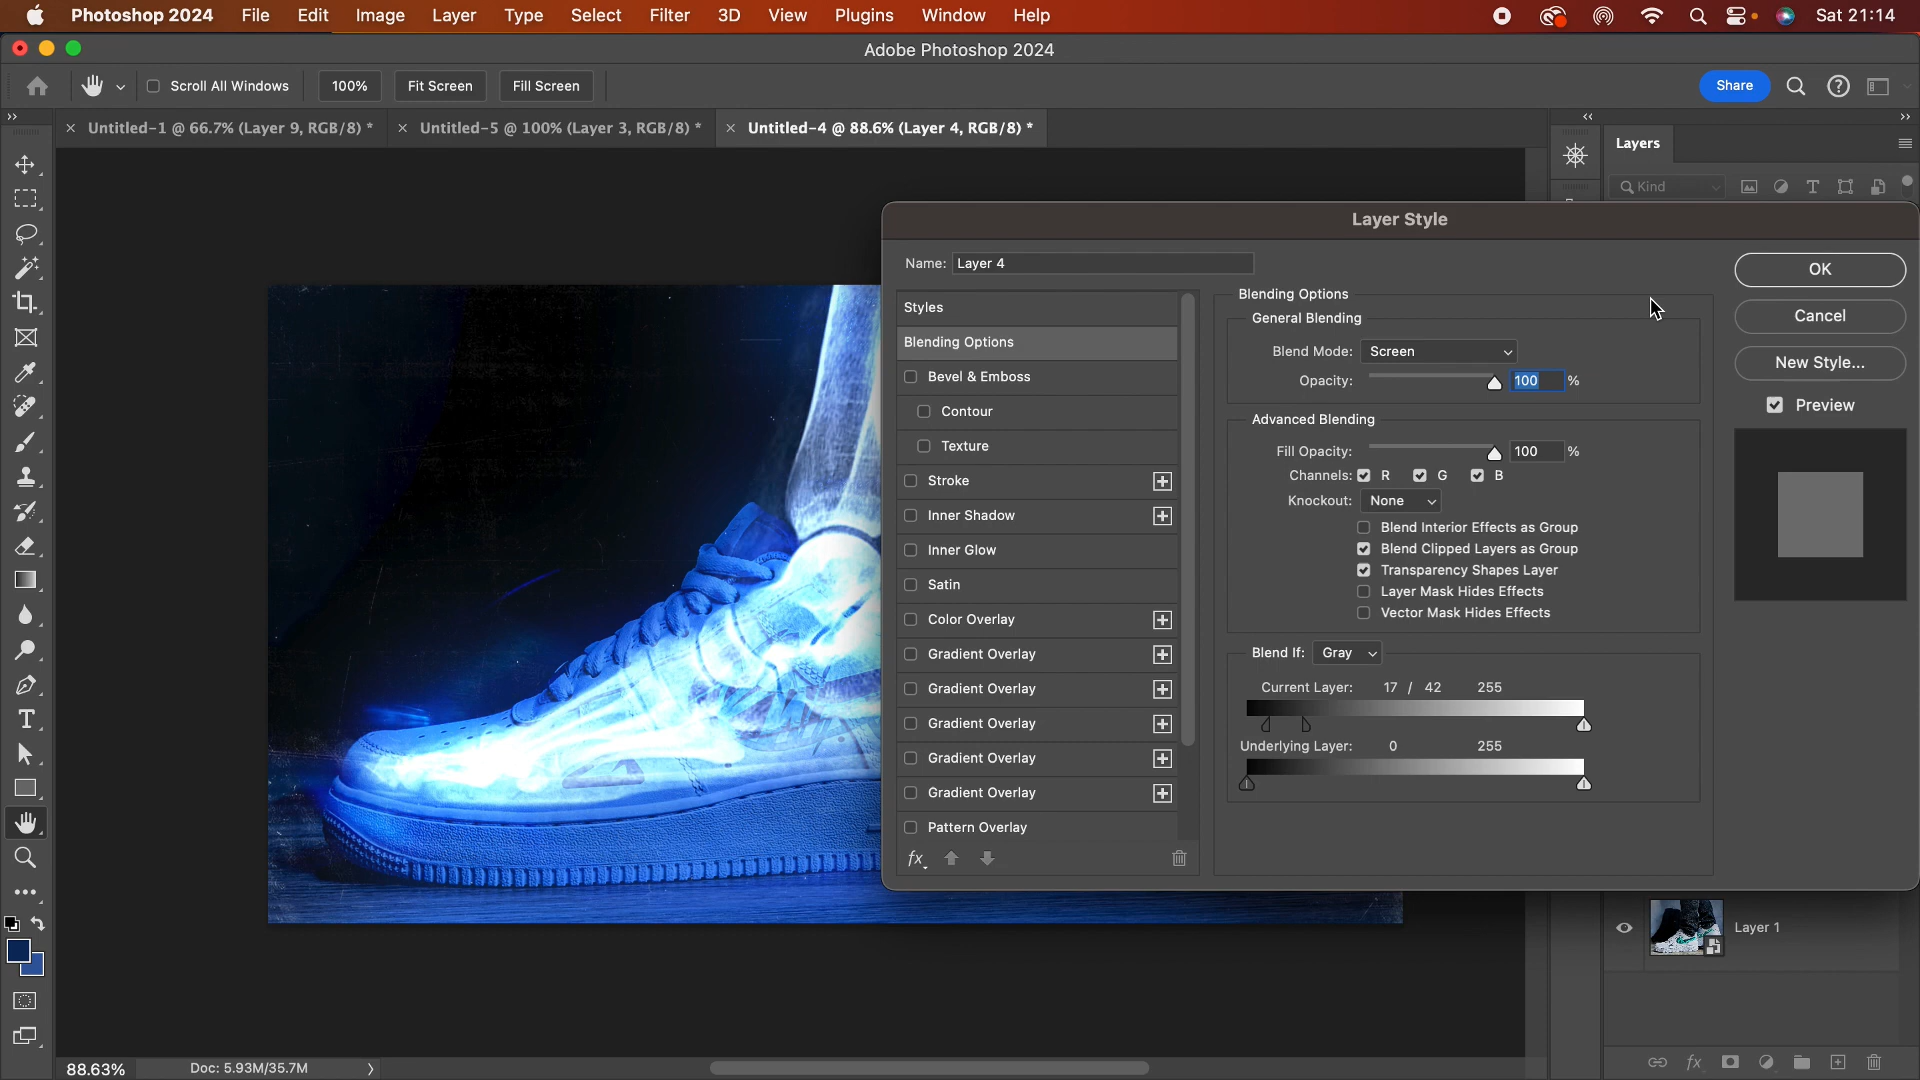 Photoshop 2024 File Edit Image Layer Type Select Filter 3D View Plugins Window Help Sat 21:14
Adobe Photoshop 2024
Scroll All Windows 100% Fit Screen Fill Screen Share
× Untitled-1 @ 66.7% (Layer 9, RGB/8) * × Untitled-5 @ 100% (Layer 3, RGB/8) * × Untitled-4 @ 88.6% (Layer 4, RGB/8) *
Layers
Kind
Layer Style
Name: Layer 4
OK
Cancel
New Style...
Preview
Styles
Blending Options
Bevel & Emboss
Contour
Texture
Stroke
Inner Shadow
Inner Glow
Satin
Color Overlay
Gradient Overlay
Gradient Overlay
Gradient Overlay
Gradient Overlay
Gradient Overlay
Pattern Overlay
fx
Blending Options
General Blending
Blend Mode: Screen
Opacity: 100 %
Advanced Blending
Fill Opacity: 100 %
Channels: R G B
Knockout: None
Blend Interior Effects as Group
Blend Clipped Layers as Group
Transparency Shapes Layer
Layer Mask Hides Effects
Vector Mask Hides Effects
Blend If: Gray
Current Layer: 17 / 42 255
Underlying Layer: 0 255
Layer 1
88.63% Doc: 5.93M/35.7M
fx